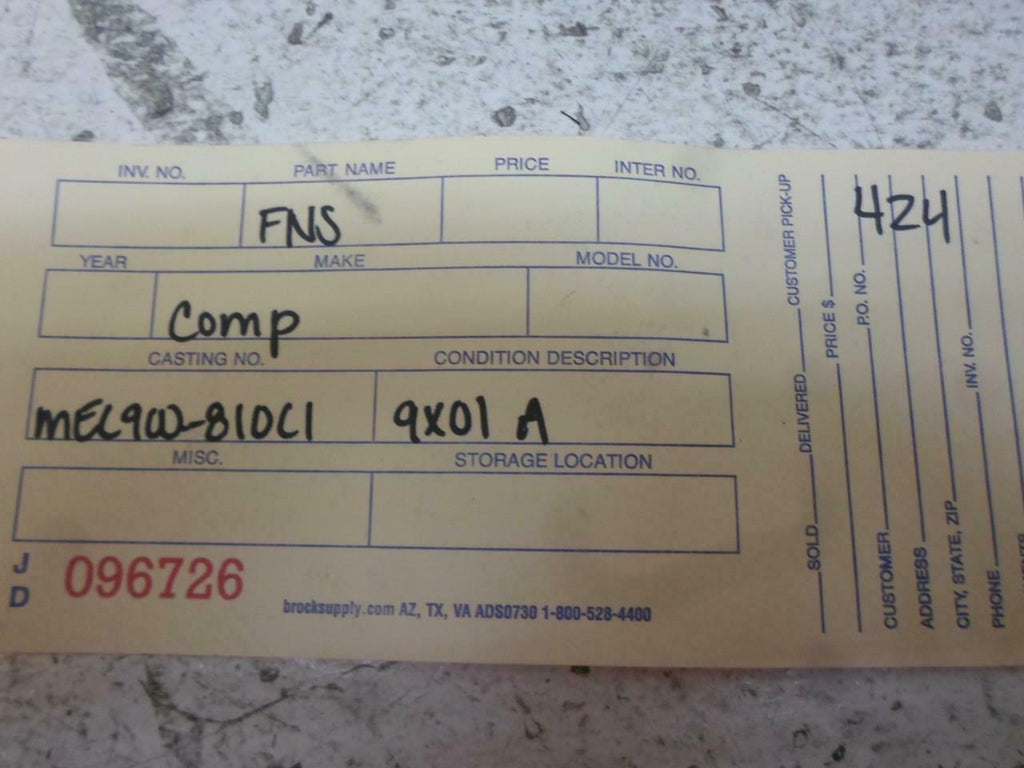 INV. NO. PART NAME PRICE INTER NO.
FNS
YEAR MAKE MODEL NO.
Comp
CASTING NO. CONDITION DESCRIPTION
9X01 A
MISC. STORAGE LOCATION
J
D
096726
brocksupply.com AZ, TX, VA ADS0730 1-800-528-4400
SOLD DELIVERED CUSTOMER PICK-UP
PRICE $
424
CUSTOMER P.O. NO.
ADDRESS
CITY, STATE, ZIP INV. NO.
PHONE